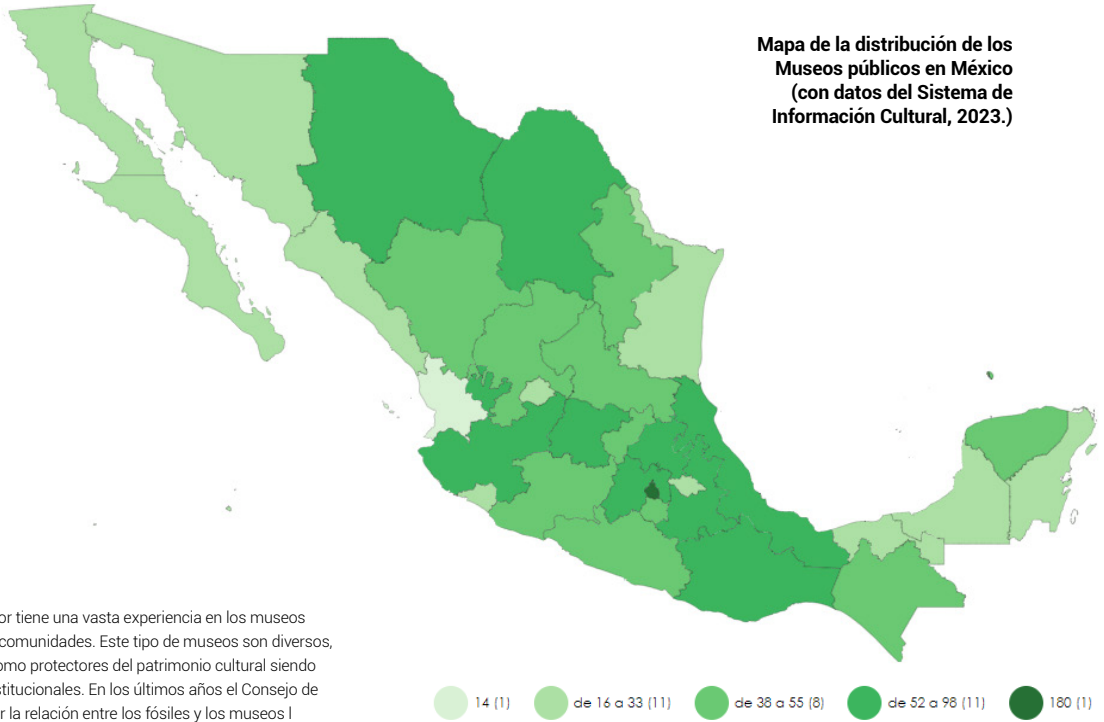 Mapa de la distribución de los
Museos públicos en México
(con datos del Sistema de
Información Cultural, 2023.)
or tiene una vasta experiencia en los museos
comunidades. Este tipo de museos son diversos,
omo protectores del patrimonio cultural siendo
stitucionales. En los últimos años el Consejo de
r la relación entre los fósiles y los museos l
14 (1) de 16 a 33 (11) de 38 a 55 (8) de 52 a 98 (11) 180 (1)